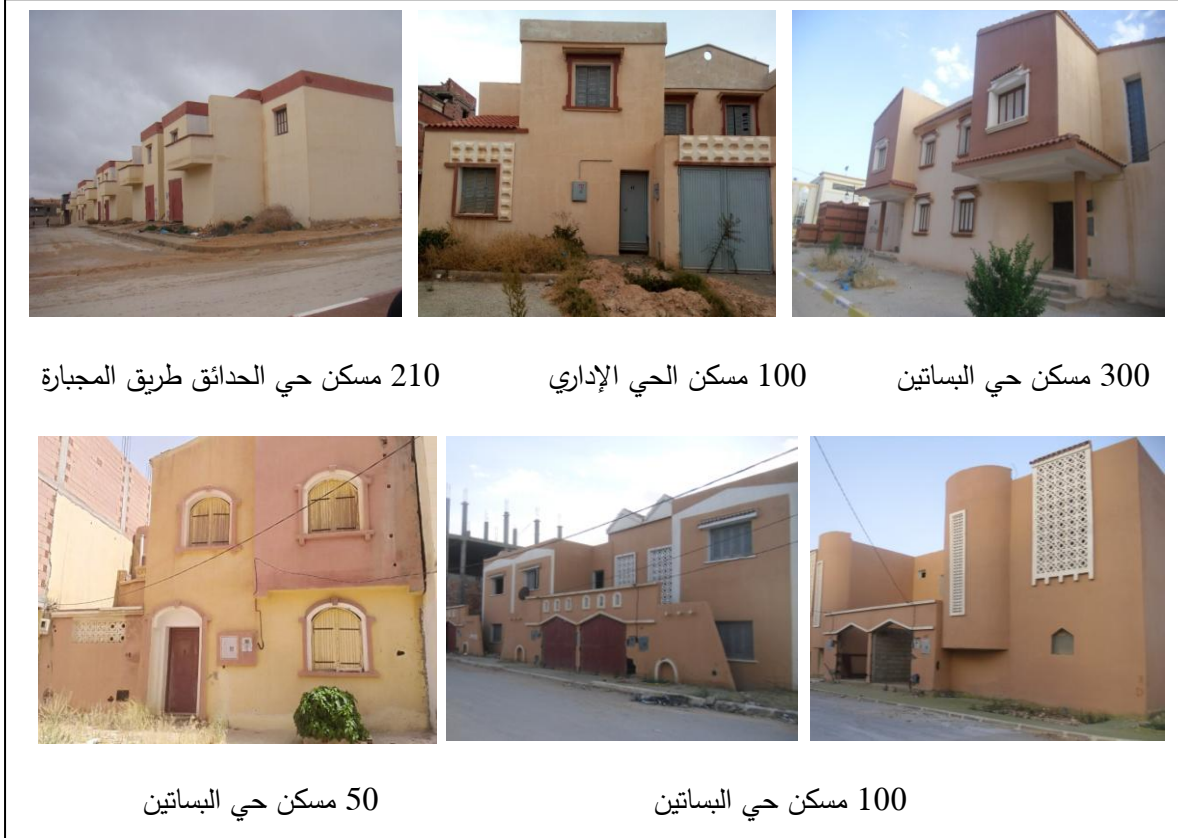 300 مسكن حي البساتين
100 مسكن الحي الإداري
210 مسكن حي الحدائق طريق المجبارة
100 مسكن حي البساتين
50 مسكن حي البساتين